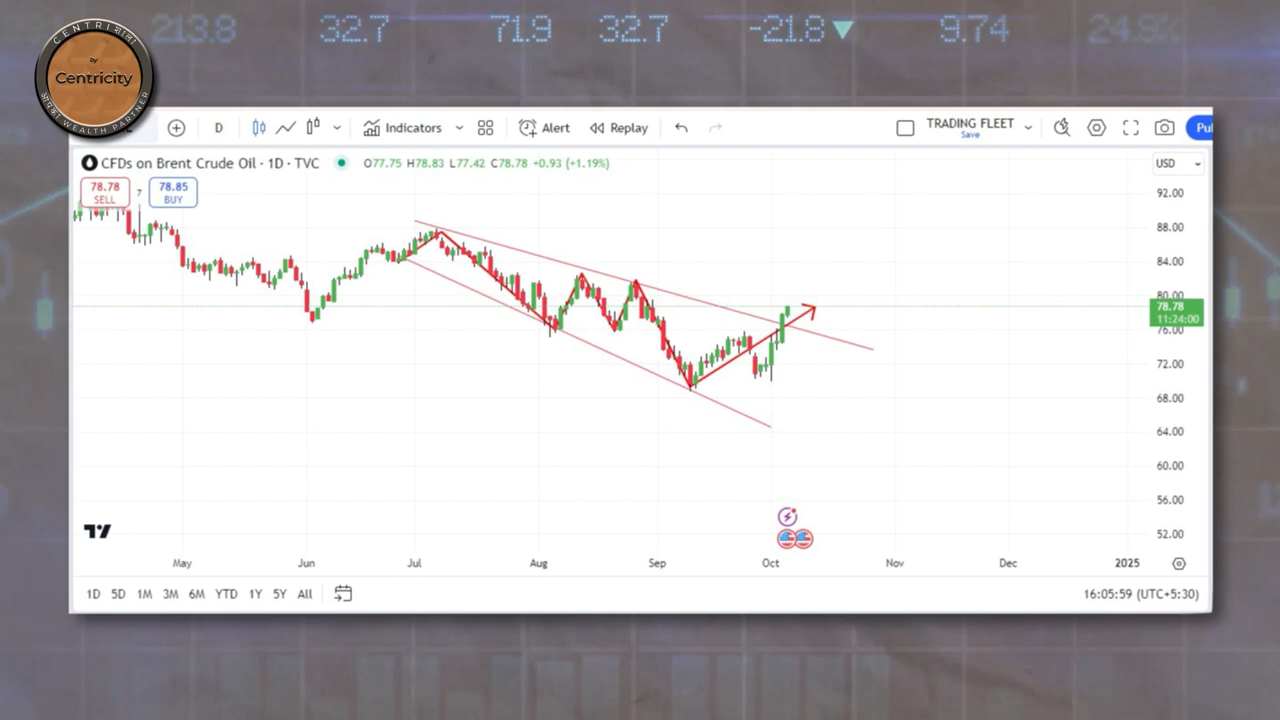 213.8 32.7 71.9 32.7 -21.8 9.74 24.9%
CENTRIवाला
by
Centricity
आपका WEALTH PARTNER
D Indicators Alert Replay TRADING FLEET Save
CFDs on Brent Crude Oil · 1D · TVC O77.75 H78.83 L77.42 C78.78 +0.93 (+1.19%) USD
78.78 SELL 7 78.85 BUY
92.00
88.00
84.00
80.00
78.78
11:24:00
76.00
72.00
68.00
64.00
60.00
56.00
52.00
May Jun Jul Aug Sep Oct Nov Dec 2025
1D 5D 1M 3M 6M YTD 1Y 5Y All 16:05:59 (UTC+5:30)